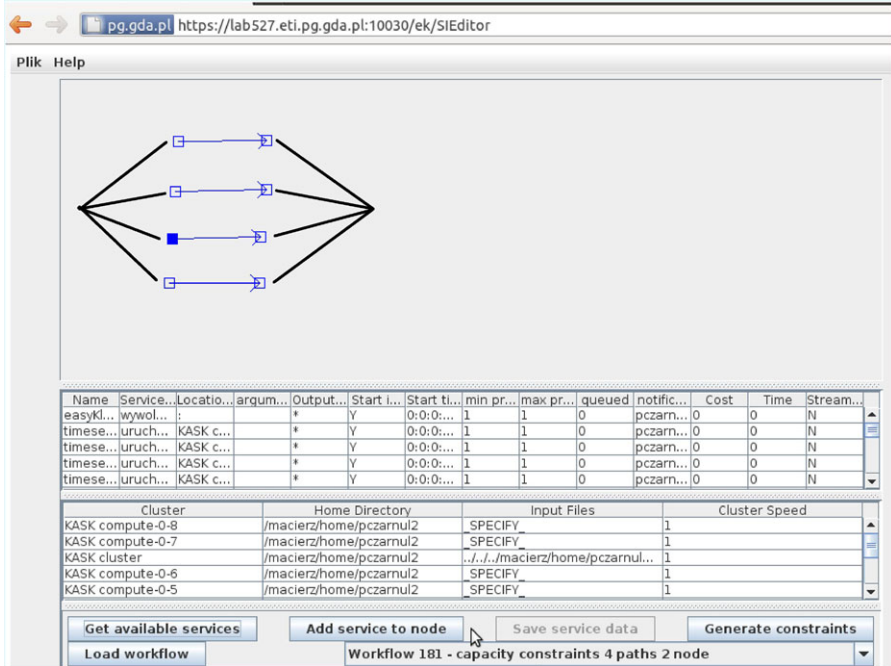 pg.gda.pl https://lab527.eti.pg.gda.pl:10030/ek/SIEditor
Plik Help
Name Service... Locatio... argum... Output... Start i... Start ti... min pr... max pr... queued notific... Cost Time Stream...
easyKl... wywol... : * Y 0:0:0:... 1 1 0 pczarn... 0 0 N
timese... uruch... KASK c... * Y 0:0:0:... 1 1 0 pczarn... 0 0 N
timese... uruch... KASK c... * Y 0:0:0:... 1 1 0 pczarn... 0 0 N
timese... uruch... KASK c... * Y 0:0:0:... 1 1 0 pczarn... 0 0 N
timese... uruch... KASK c... * Y 0:0:0:... 1 1 0 pczarn... 0 0 N
Cluster Home Directory Input Files Cluster Speed
KASK compute-0-8 /macierz/home/pczarnul2 _SPECIFY_ 1
KASK compute-0-7 /macierz/home/pczarnul2 _SPECIFY_ 1
KASK cluster /macierz/home/pczarnul2 ../../../macierz/home/pczarnul... 1
KASK compute-0-6 /macierz/home/pczarnul2 _SPECIFY_ 1
KASK compute-0-5 /macierz/home/pczarnul2 _SPECIFY_ 1
Get available services Add service to node Save service data Generate constraints
Load workflow Workflow 181 - capacity constraints 4 paths 2 node